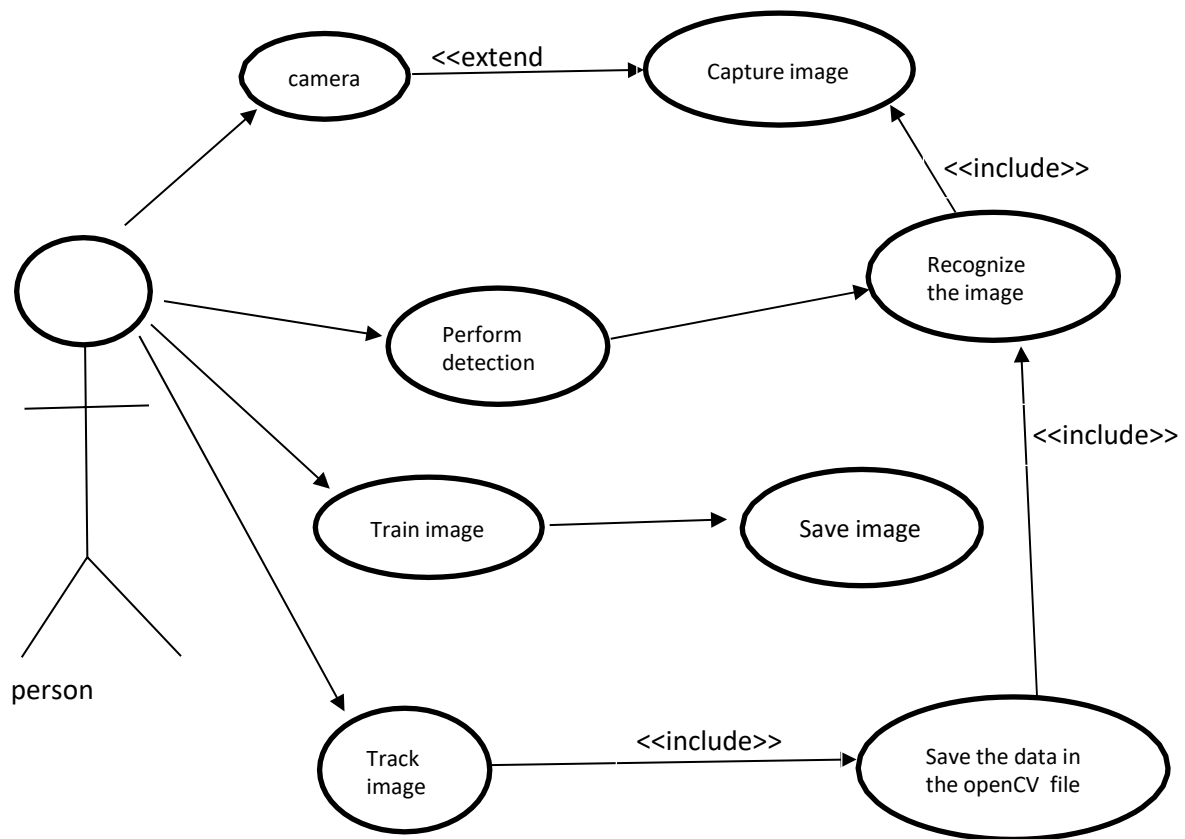 camera
<<extend
Capture image
<<include>>
Recognize
the image
Perform
detection
<<include>>
Train image
Save image
person
Track
image
<<include>>
Save the data in
the openCV file